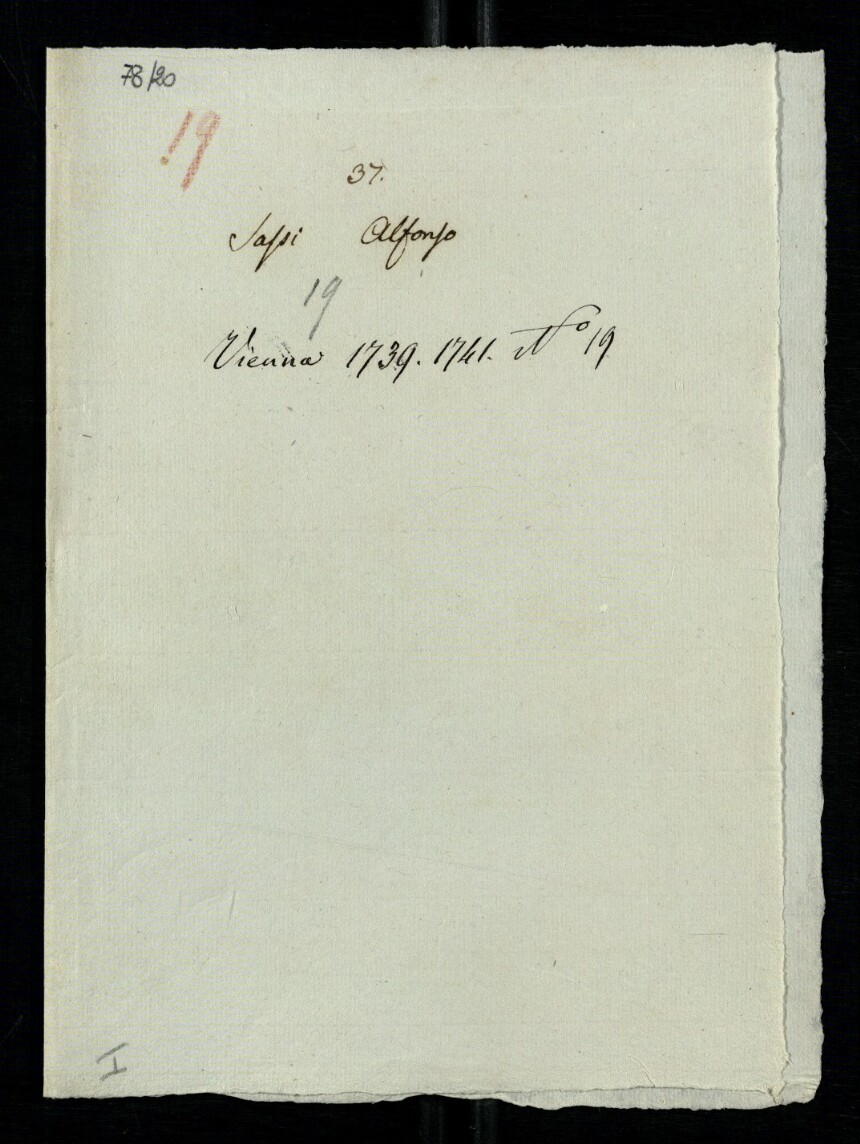 78/20
19
37.
Sassi Alfonso
19
Vienna 1739. 1741. No 19
I